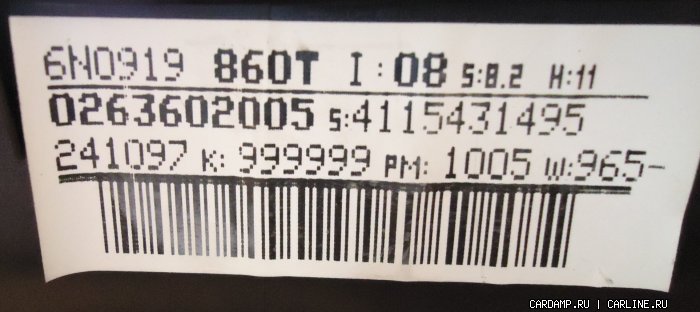 6N0919 860T I:08 S:8.2 H:11
0263602005 S:4115431495
241097 K:999999 PM:1005 W:965-
CARDAMP.RU | CARLINE.RU